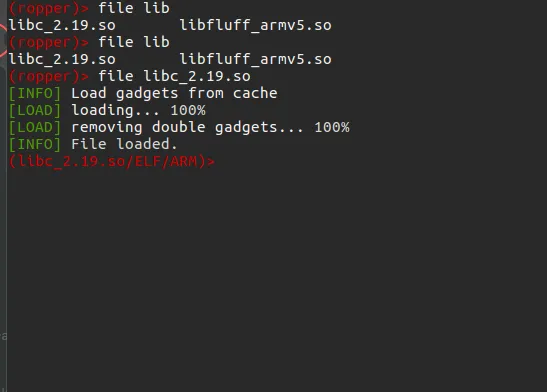 (ropper)> file lib
libc_2.19.so libfluff_armv5.so
(ropper)> file lib
libc_2.19.so libfluff_armv5.so
(ropper)> file libc_2.19.so
[INFO] Load gadgets from cache
[LOAD] loading... 100%
[LOAD] removing double gadgets... 100%
[INFO] File loaded.
(libc_2.19.so/ELF/ARM)>